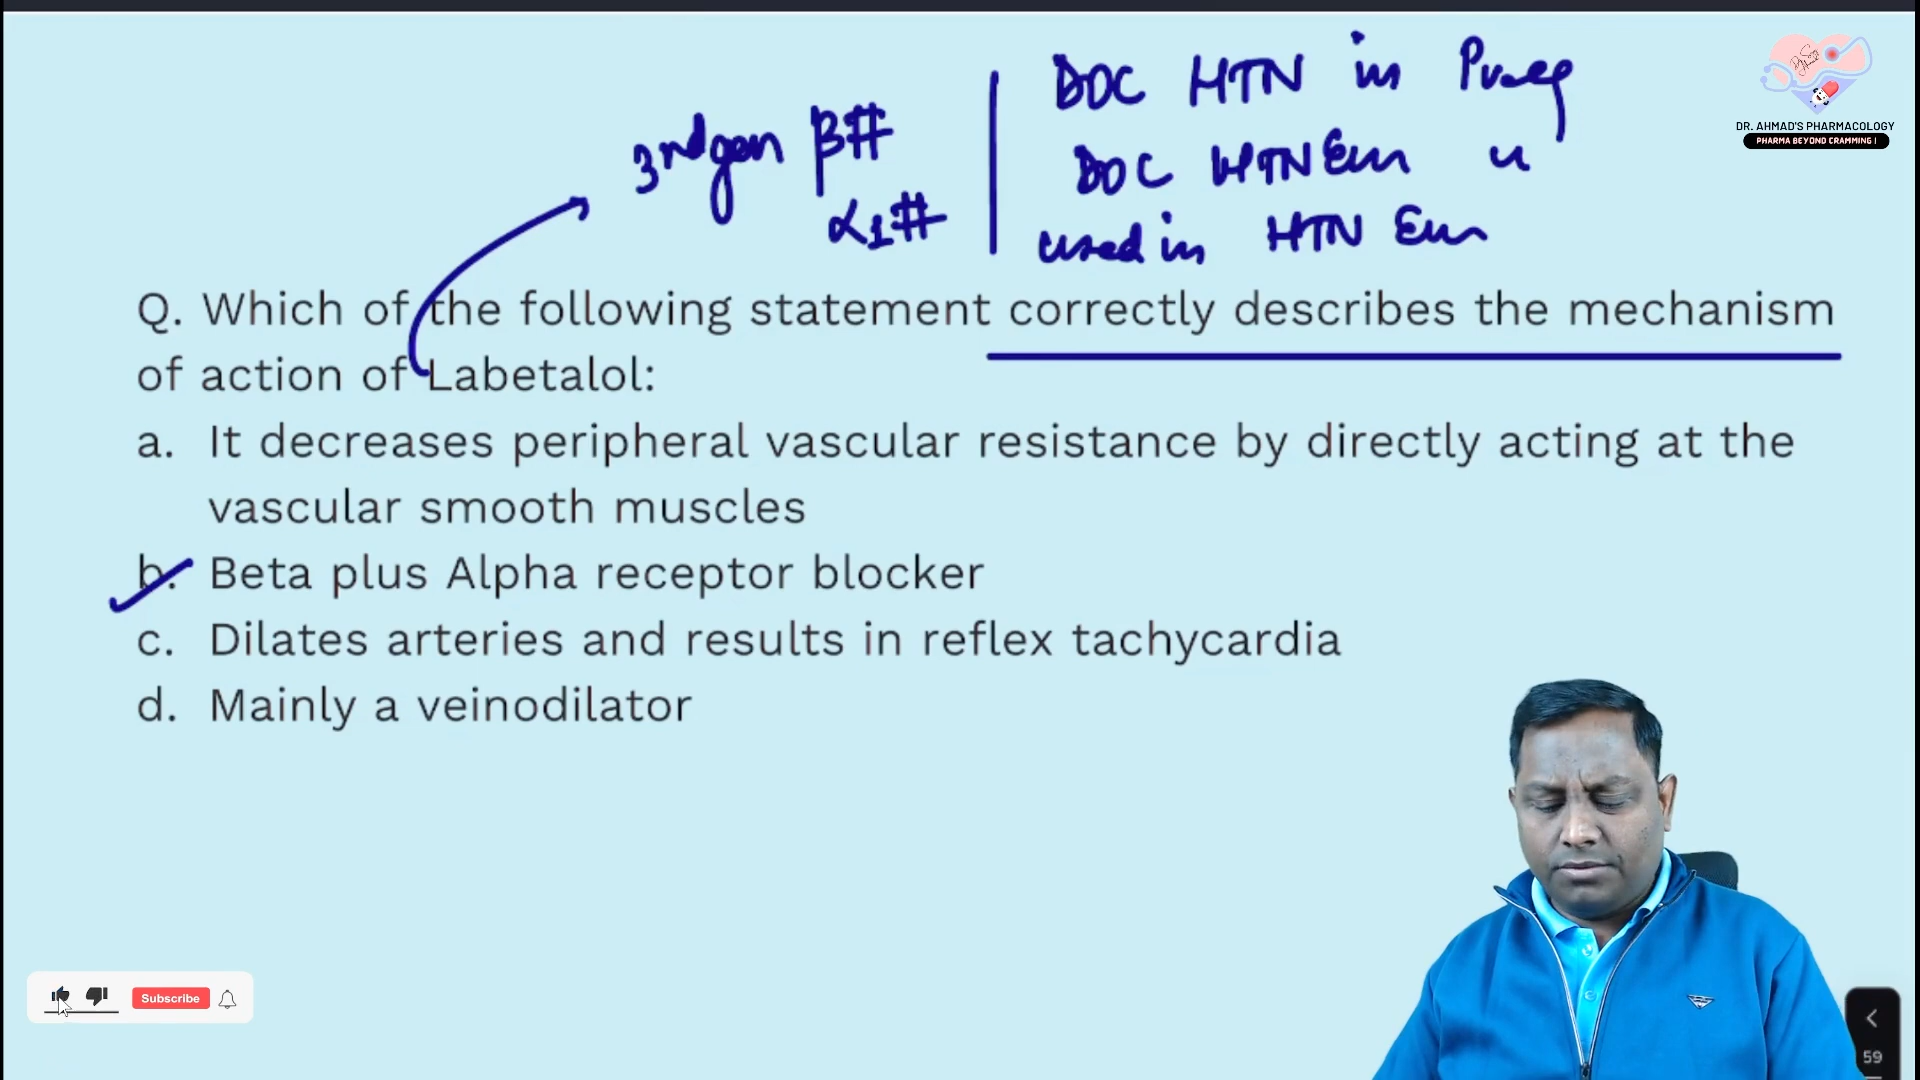 DOC HTN in Preg
3rd gen β#
DOC HTN Em "
α1#
used in HTN Em
DR. AHMAD'S PHARMACOLOGY
PHARMA BEYOND CRAMMING !
Q. Which of the following statement correctly describes the mechanism
of action of Labetalol:
a. It decreases peripheral vascular resistance by directly acting at the
vascular smooth muscles
b. Beta plus Alpha receptor blocker
c. Dilates arteries and results in reflex tachycardia
d. Mainly a veinodilator
Subscribe
59